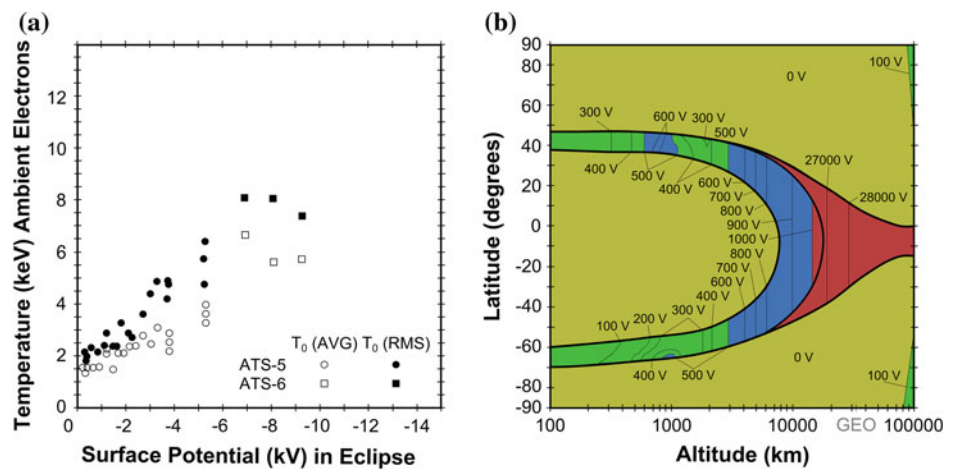 (a)
Temperature (keV) Ambient Electrons
12
10
8
6
4
2
0
T₀ (AVG) T₀ (RMS)
ATS-5
ATS-6
0 -2 -4 -6 -8 -10 -12 -14
Surface Potential (kV) in Eclipse
(b)
Latitude (degrees)
90
80
60
40
20
0
-20
-40
-60
-80
-90
100 V
0 V
300 V
600 V
300 V
500 V
400 V
500 V
400 V
27000 V
28000 V
600 V
700 V
800 V
900 V
1000 V
800 V
700 V
600 V
400 V
300 V
200 V
100 V
400 V
500 V
0 V
100 V
GEO
100 1000 10000 100000
Altitude (km)